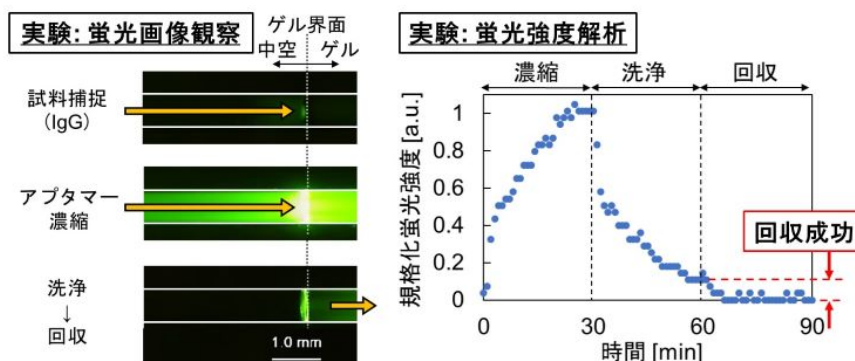 実験: 蛍光画像観察
ゲル界面
中空 ゲル
試料捕捉
(IgG)
アプタマー
濃縮
洗浄
↓
回収
1.0 mm
実験: 蛍光強度解析
濃縮 洗浄 回収
規格化蛍光強度 [a.u.]
1
0.8
0.6
0.4
0.2
0
回収成功
0 30 60 90
時間 [min]